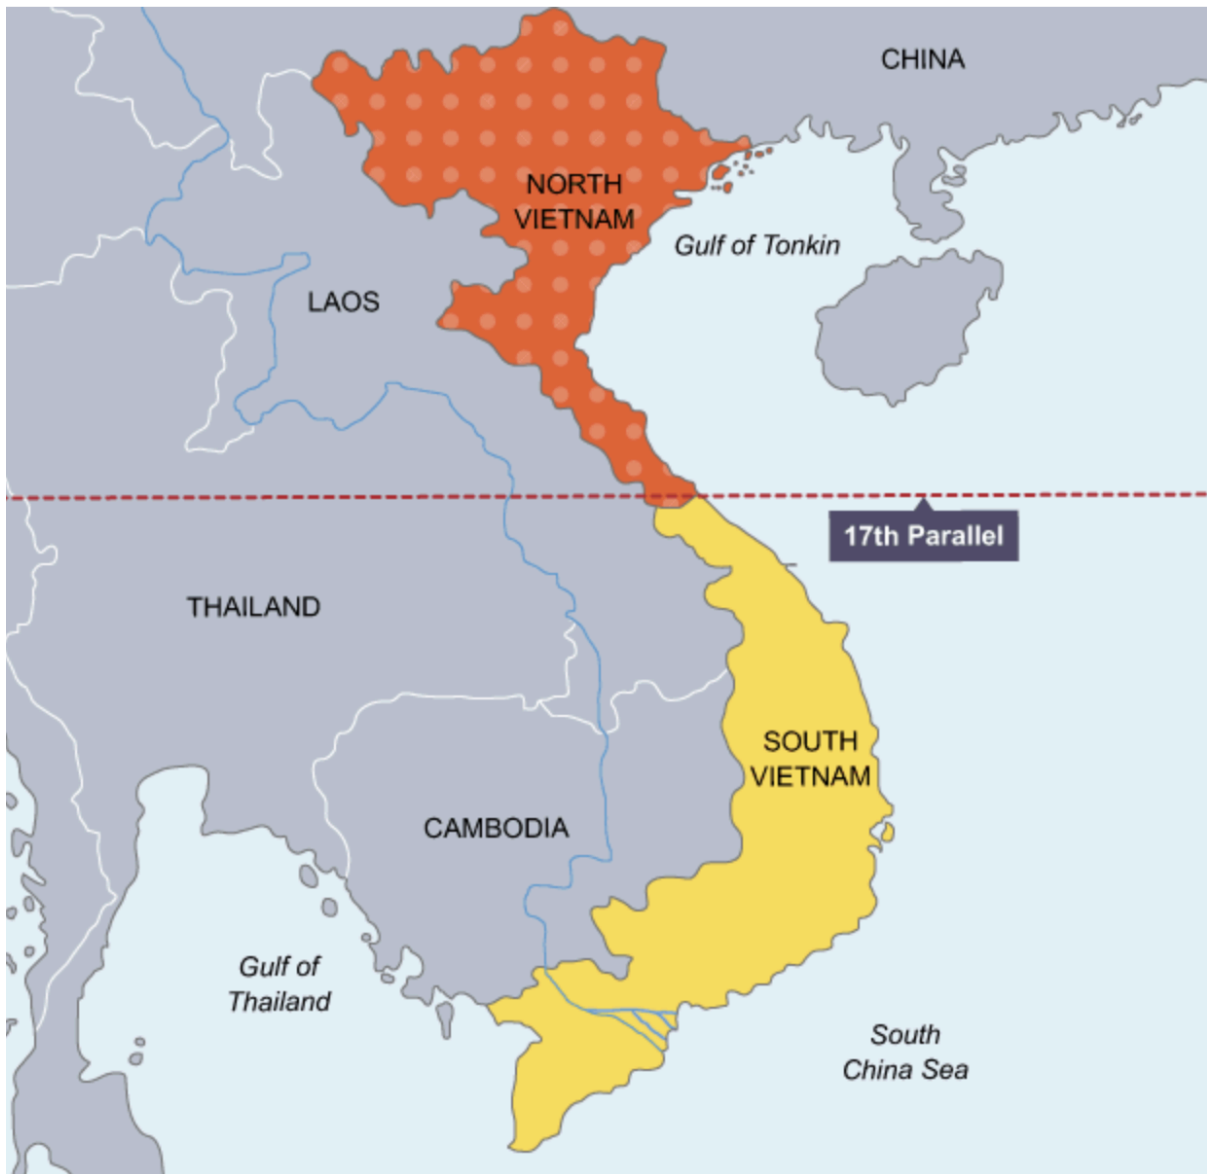 CHINA
NORTH
VIETNAM
Gulf of Tonkin
LAOS
17th Parallel
THAILAND
SOUTH
VIETNAM
CAMBODIA
Gulf of
Thailand
South
China Sea